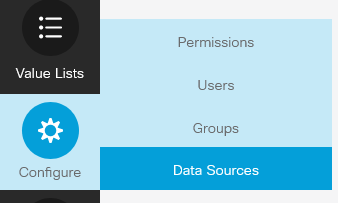 Value Lists
Configure
Permissions
Users
Groups
Data Sources